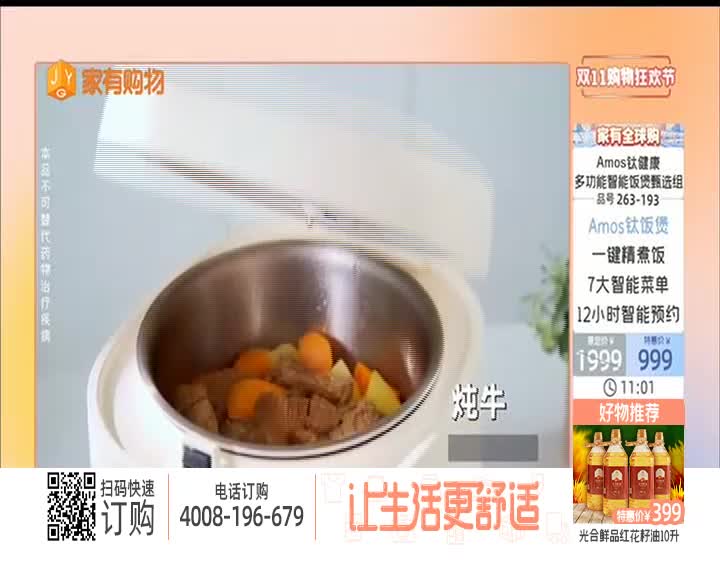 JYG 家有购物
本品不可替代药物治疗疾病
炖牛
双11购物狂欢节
家有全球购
Amos钛健康
多功能智能饭煲甄选组
品号 263-193
Amos钛饭煲
一键精煮饭
7大智能菜单
12小时智能预约
特惠价¥
1999
999
11:01
好物推荐
特惠价¥399
光合鲜品红花籽油10升
扫码快速
订购
电话订购
4008-196-679
让生活更舒适